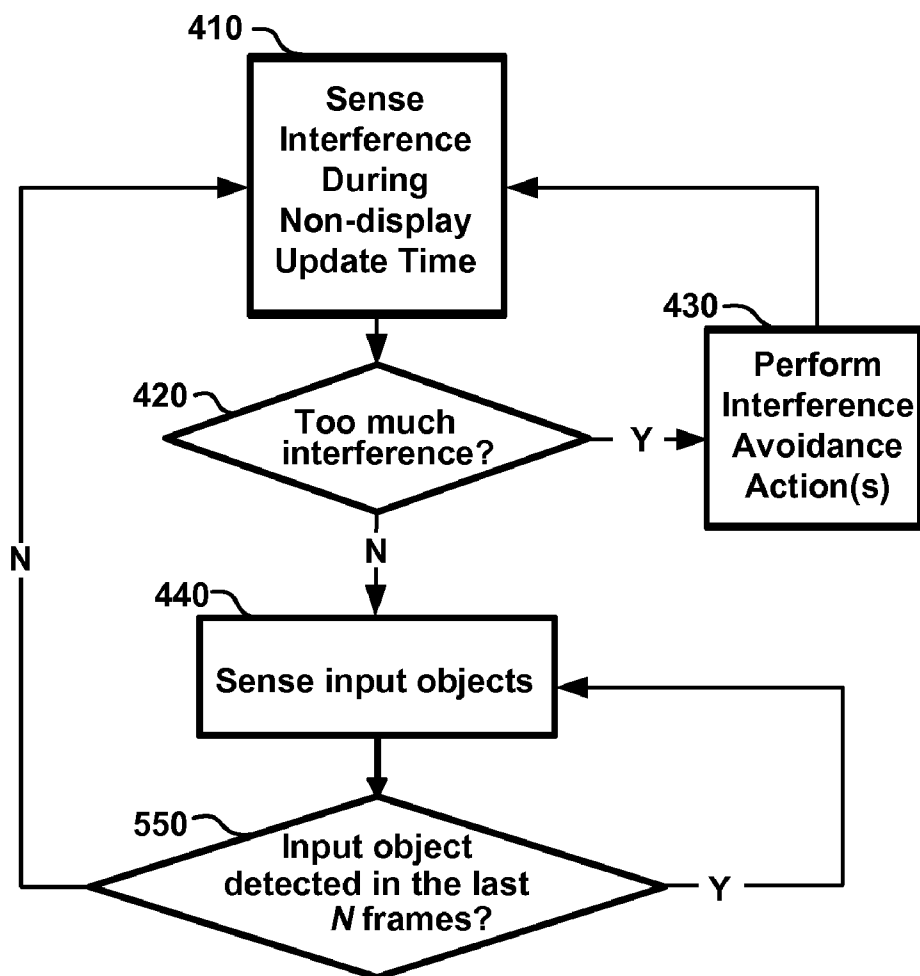 410
Sense
Interference
During
Non-display
Update Time
430
Perform
Interference
Avoidance
Action(s)
420
Too much
interference?
Y
N
N
440
Sense input objects
550
Input object
detected in the last
N frames?
Y